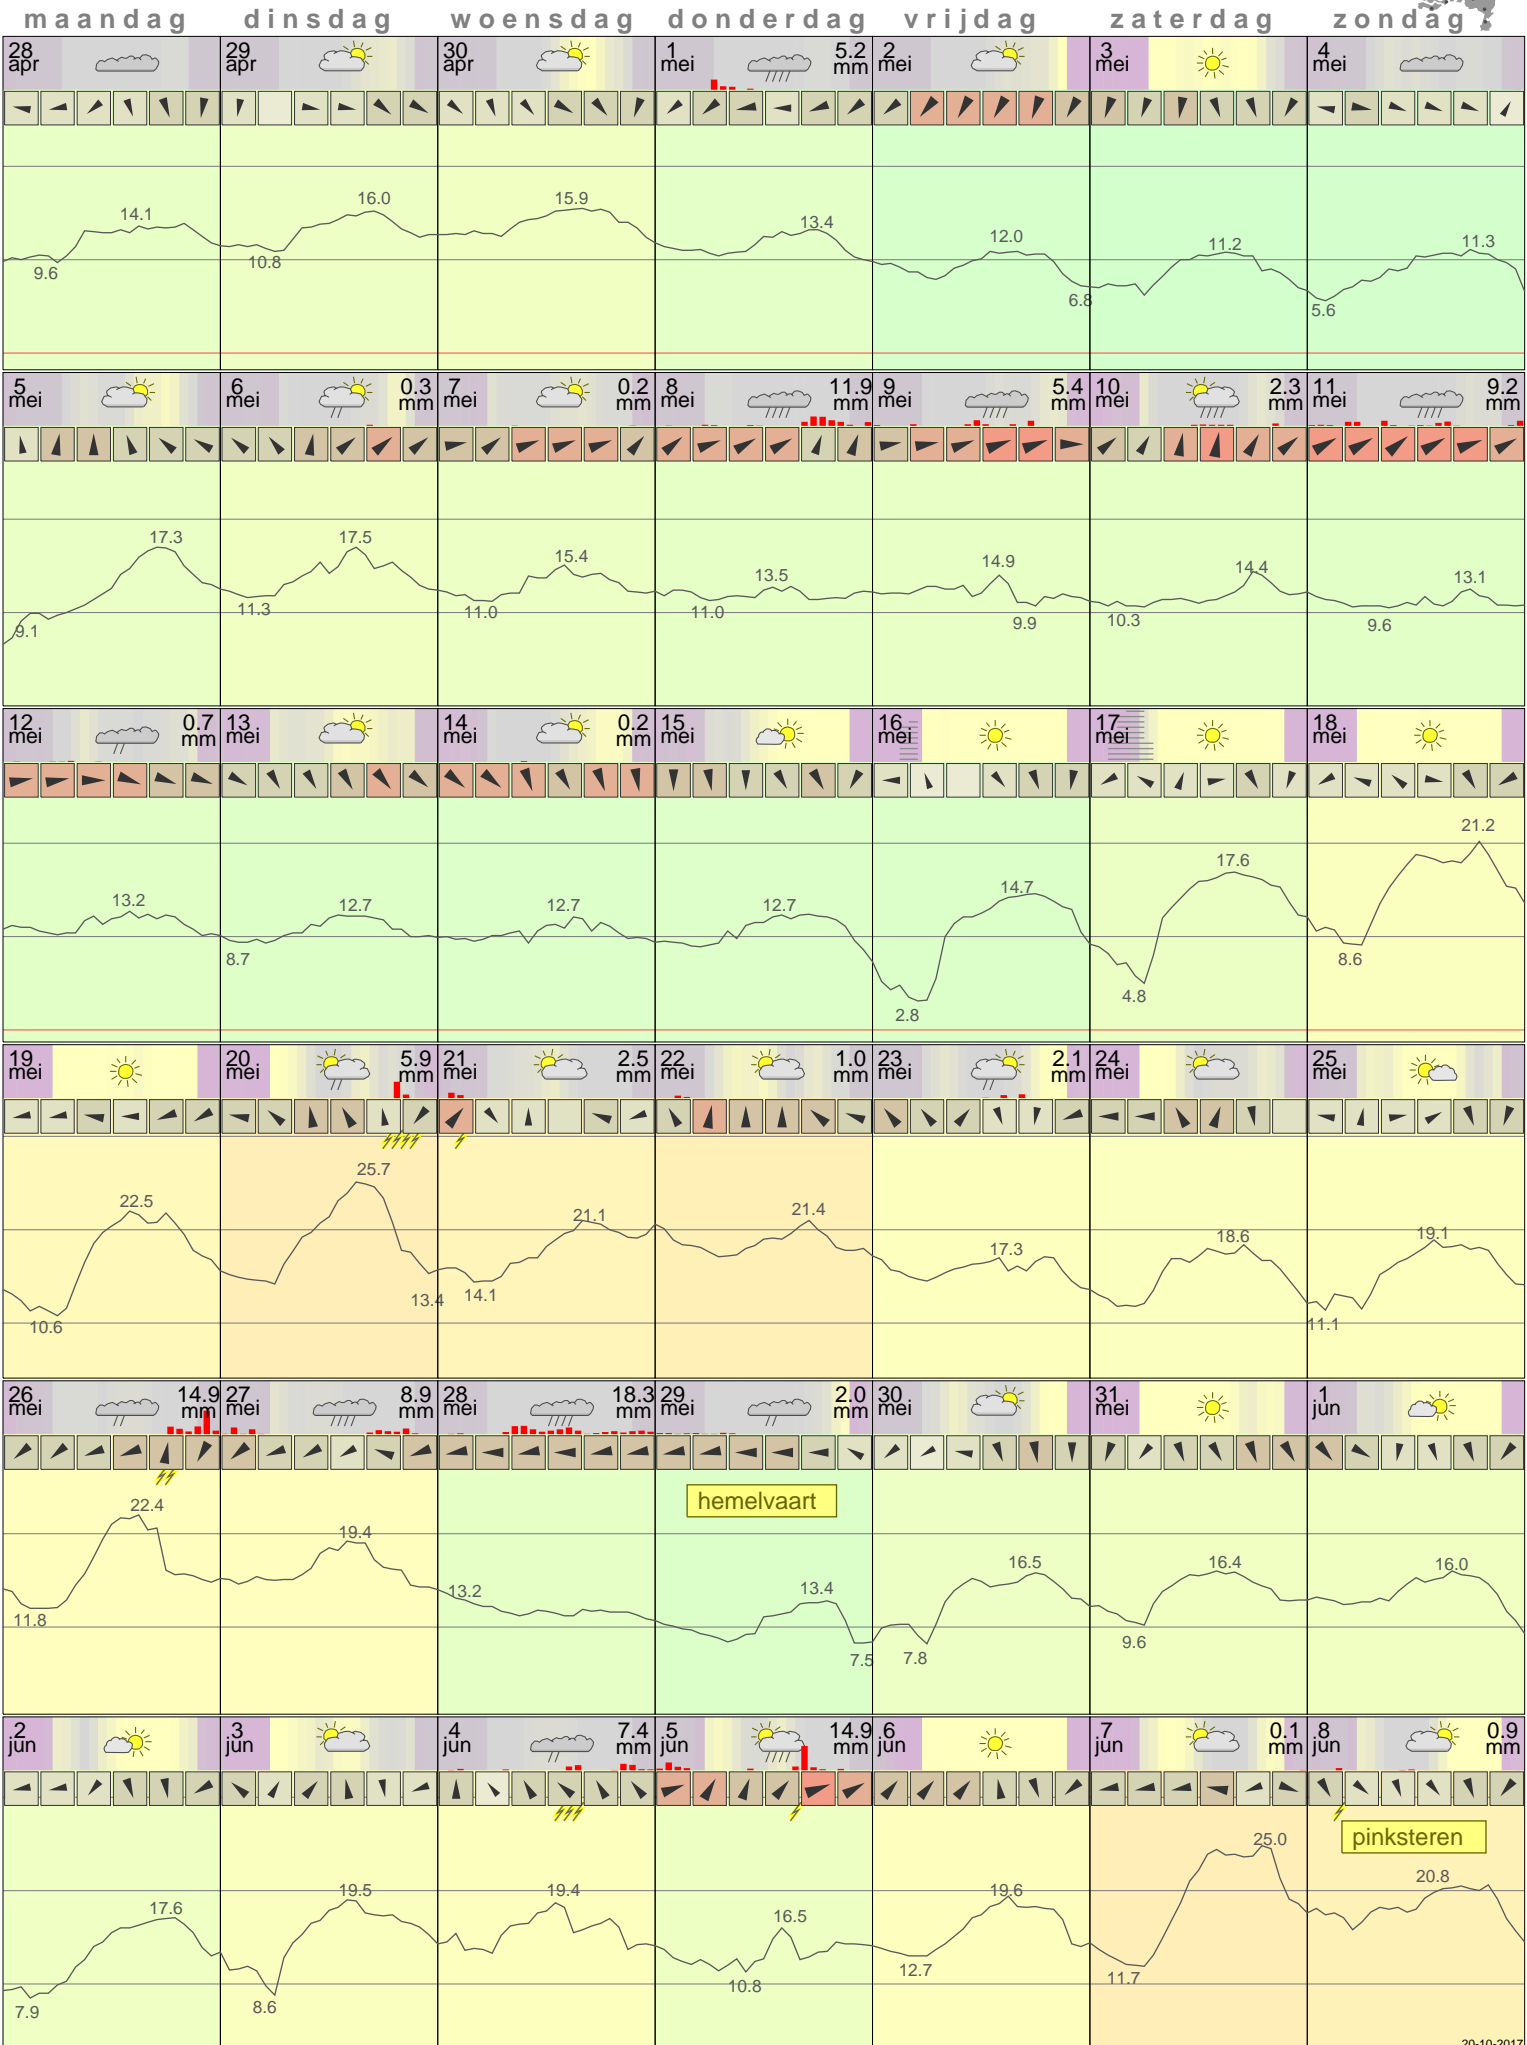 maandag dinsdag woensdag donderdag vrijdag zaterdag zondag
28 apr 29 apr 30 apr 1 mei 5.2 mm 2 mei 3 mei 4 mei
14.1 16.0 15.9 13.4 12.0 11.2 11.3
9.6 10.8 6.8 5.6
5 mei 6 mei 0.3 mm 7 mei 0.2 mm 8 mei 11.9 mm 9 mei 5.4 mm 10 mei 2.3 mm 11 mei 9.2 mm
17.3 17.5 15.4 13.5 14.9 14.4 13.1
9.1 11.3 11.0 11.0 9.9 10.3 9.6
12 mei 0.7 mm 13 mei 14 mei 0.2 mm 15 mei 16 mei 17 mei 18 mei
13.2 12.7 12.7 12.7 14.7 17.6 21.2
8.7 2.8 4.8 8.6
19 mei 20 mei 5.9 mm 21 mei 2.5 mm 22 mei 1.0 mm 23 mei 2.1 mm 24 mei 25 mei
22.5 25.7 21.1 21.4 17.3 18.6 19.1
10.6 13.4 14.1 11.1
26 mei 14.9 mm 27 mei 8.9 mm 28 mei 18.3 mm 29 mei 2.0 mm 30 mei 31 mei 1 jun
hemelvaart
22.4 19.4 13.2 13.4 16.5 16.4 16.0
11.8 7.5 7.8 9.6
2 jun 3 jun 4 jun 7.4 mm 5 jun 14.9 mm 6 jun 7 jun 0.1 mm 8 jun 0.9 mm
pinksteren
17.6 19.5 19.4 16.5 19.6 25.0 20.8
7.9 8.6 10.8 12.7 11.7
20-10-2017